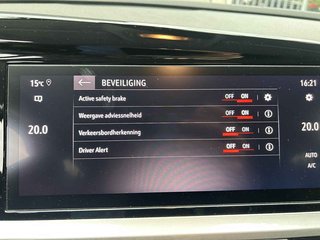 15°C BEVEILIGING 16:21
Active safety brake OFF ON
20.0 Weergave adviessnelheid OFF ON i 20.0
Verkeersbordherkenning OFF ON i
Driver Alert OFF ON i
AUTO
A/C